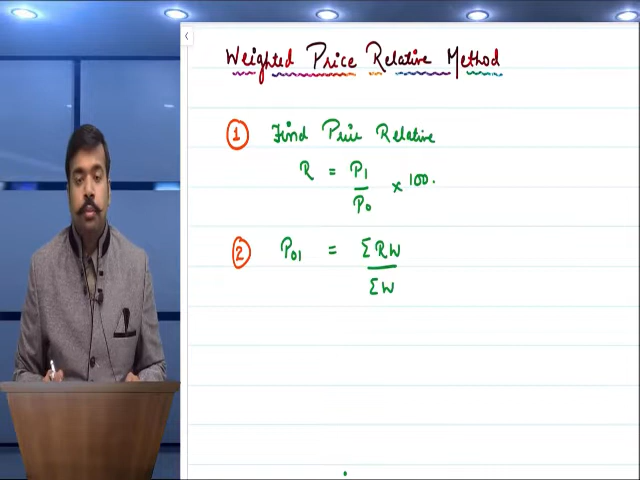 Weighted Price Relative Method
① Find Price Relative
R = P₁/P₀ × 100.
② P₀₁ = ΣRW/ΣW